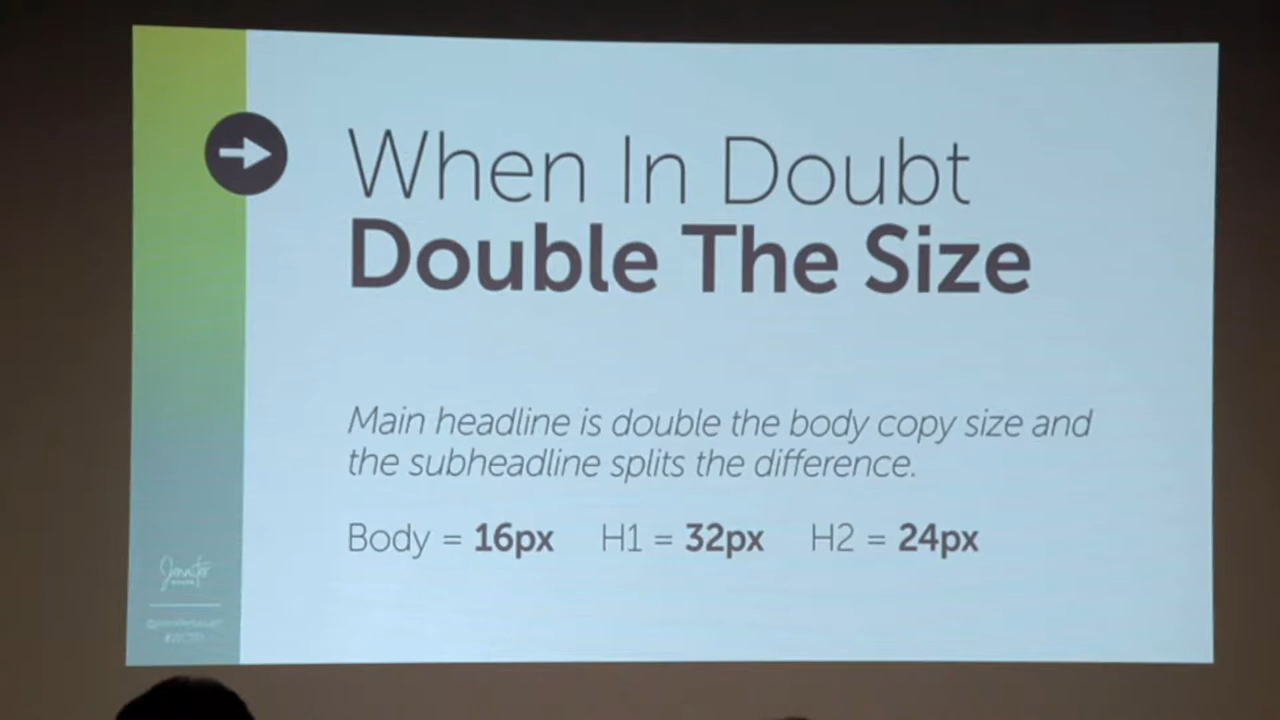 When In Doubt
Double The Size
Main headline is double the body copy size and
the subheadline splits the difference.
Body = 16px H1 = 32px H2 = 24px
Jennifer